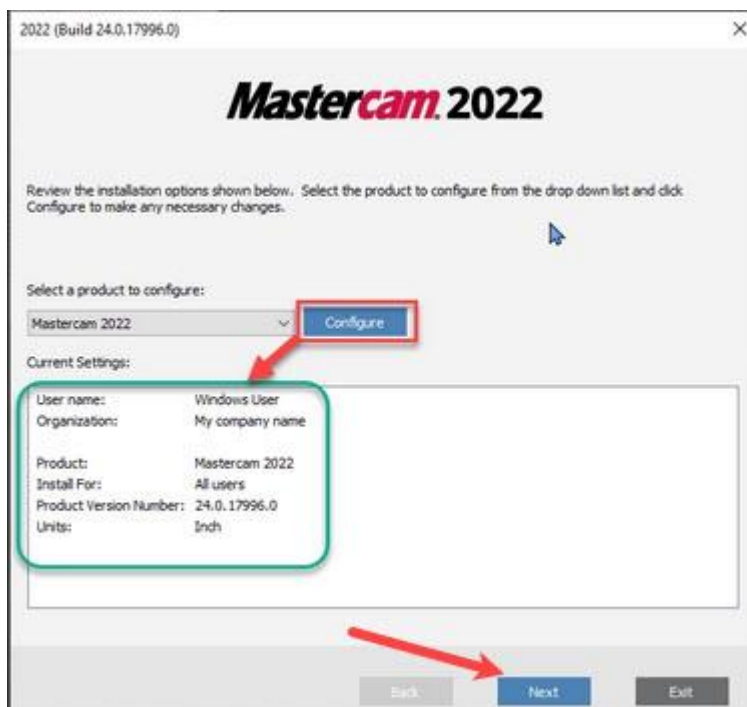 2022 (Build 24.0.17996.0)
Mastercam 2022
Review the installation options shown below. Select the product to configure from the drop down list and click
Configure to make any necessary changes.
Select a product to configure:
Mastercam 2022 Configure
Current Settings:
User name: Windows User
Organization: My company name
Product: Mastercam 2022
Install For: All users
Product Version Number: 24.0.17996.0
Units: Inch
Back Next Exit